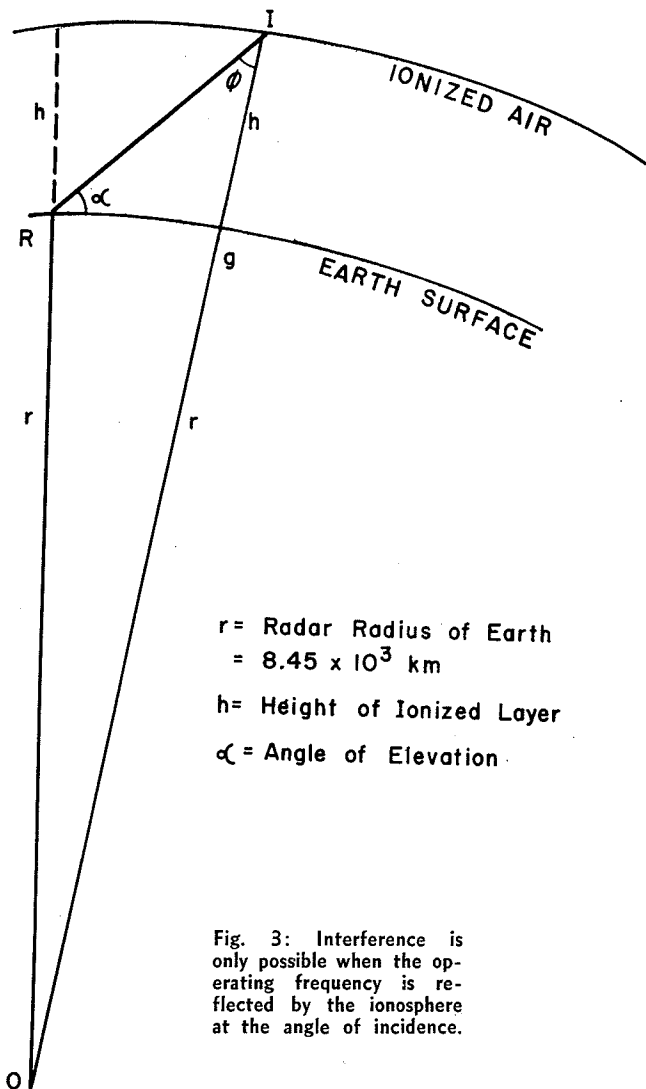 I
IONIZED AIR
h
φ
h
α
R
g
EARTH SURFACE
r
r
r = Radar Radius of Earth
= 8.45 x 10³ km
h= Height of Ionized Layer
α = Angle of Elevation
Fig. 3: Interference is
only possible when the op-
erating frequency is re-
flected by the ionosphere
at the angle of incidence.
O